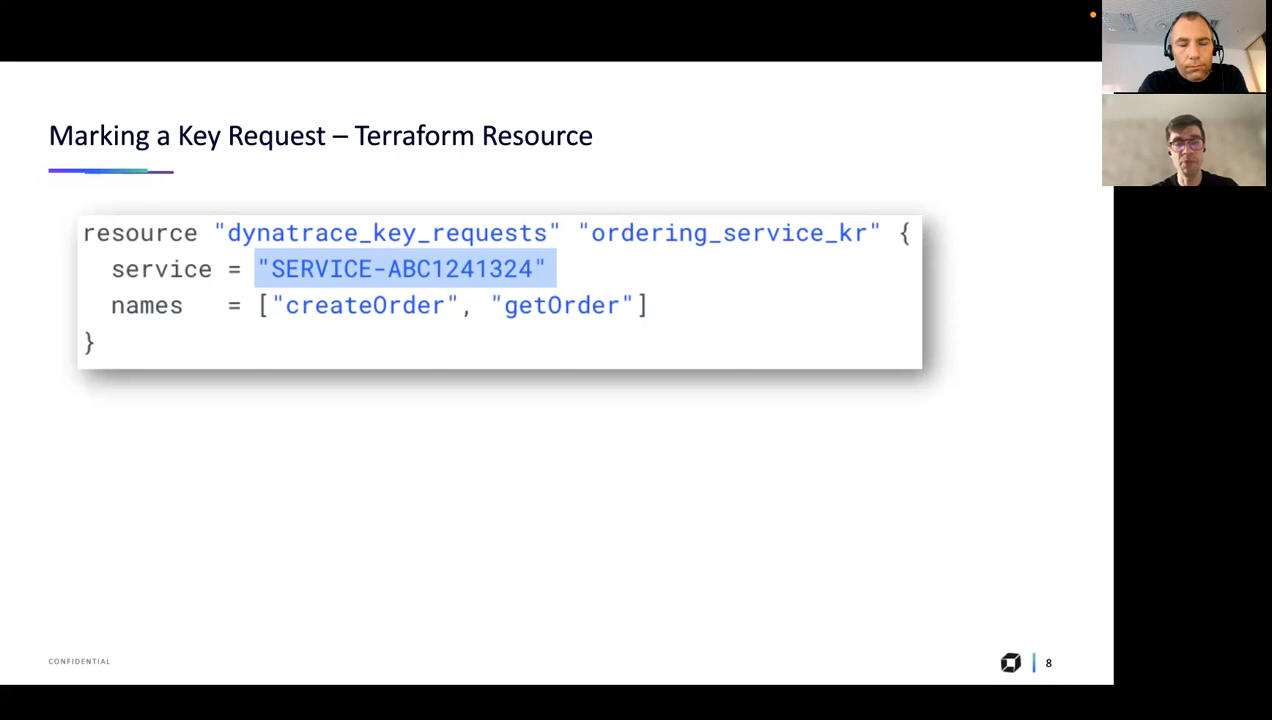 Marking a Key Request – Terraform Resource
resource "dynatrace_key_requests" "ordering_service_kr" {
  service = "SERVICE-ABC1241324"
  names   = ["createOrder", "getOrder"]
}
CONFIDENTIAL
8